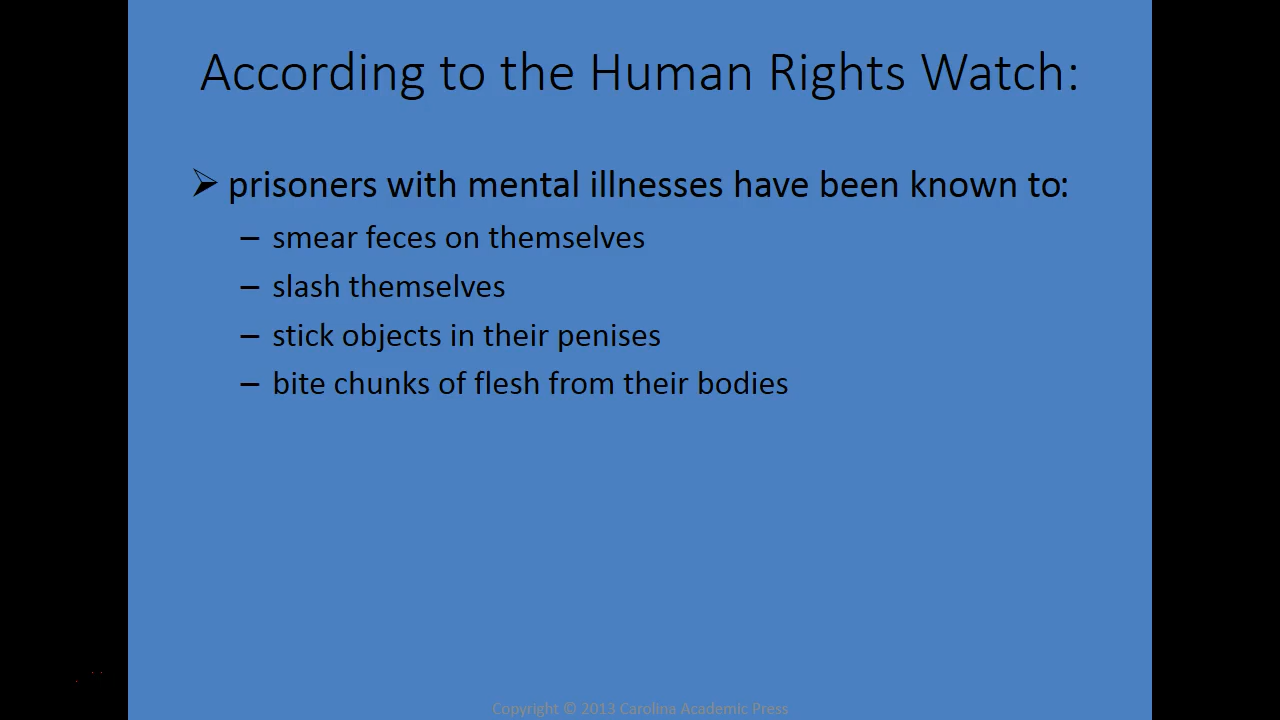 According to the Human Rights Watch:
➢ prisoners with mental illnesses have been known to:
– smear feces on themselves
– slash themselves
– stick objects in their penises
– bite chunks of flesh from their bodies
Copyright © 2013 Carolina Academic Press